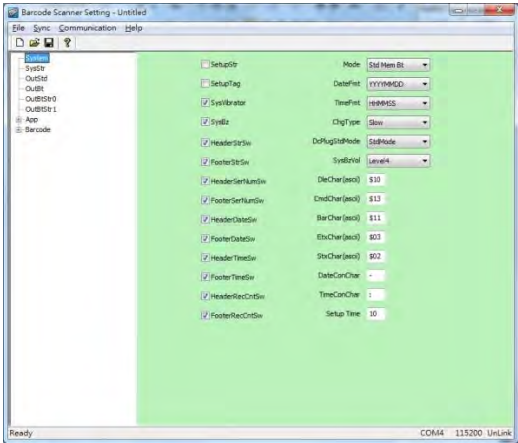 Barcode Scanner Setting - Untitled
File Sync Communication Help
System
SysStr
OutStd
OutBt
OutBtStr0
OutBtStr1
App
Barcode
SetupStr
SetupTag
SysVibrator
SysBz
HeaderStrSw
FooterStrSw
HeaderSerNumSw
FooterSerNumSw
HeaderDateSw
FooterDateSw
HeaderTimeSw
FooterTimeSw
HeaderRecCntSw
FooterRecCntSw
Mode Std Mem Bt
DateFmt YYYYMMDD
TimeFmt HHMMSS
ChgType Slow
DcPlugStdMode StdMode
SysBzVol Level4
DleChar(ascii) $10
CmdChar(ascii) $13
BarChar(ascii) $11
EtxChar(ascii) $03
StxChar(ascii) $02
DateConChar -
TimeConChar :
Setup Time 10
Ready COM4 115200 UnLink